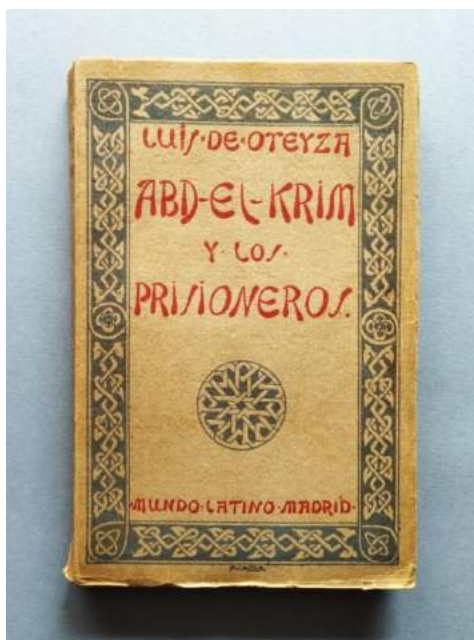 LUIS·DE·OTEYZA
ABD-EL-KRIM
Y·LOS·
PRISIONEROS.
·MUNDO·LATINO·MADRID·